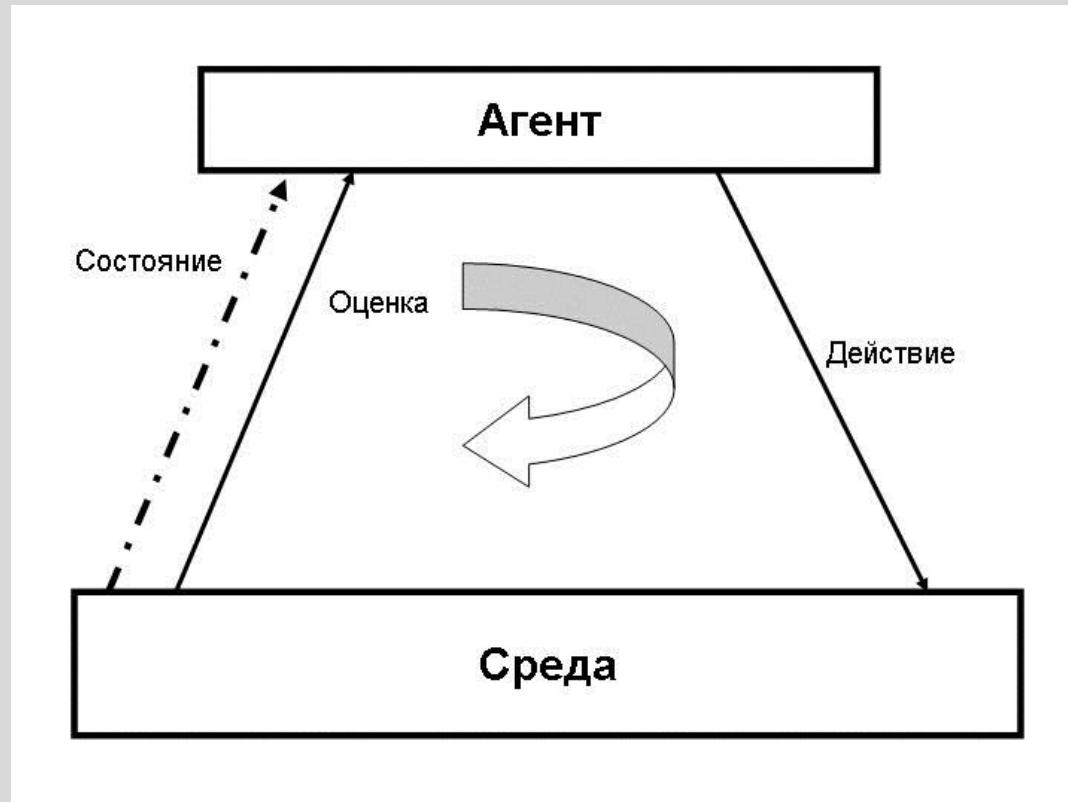 Агент
Состояние
Оценка
Действие
Среда